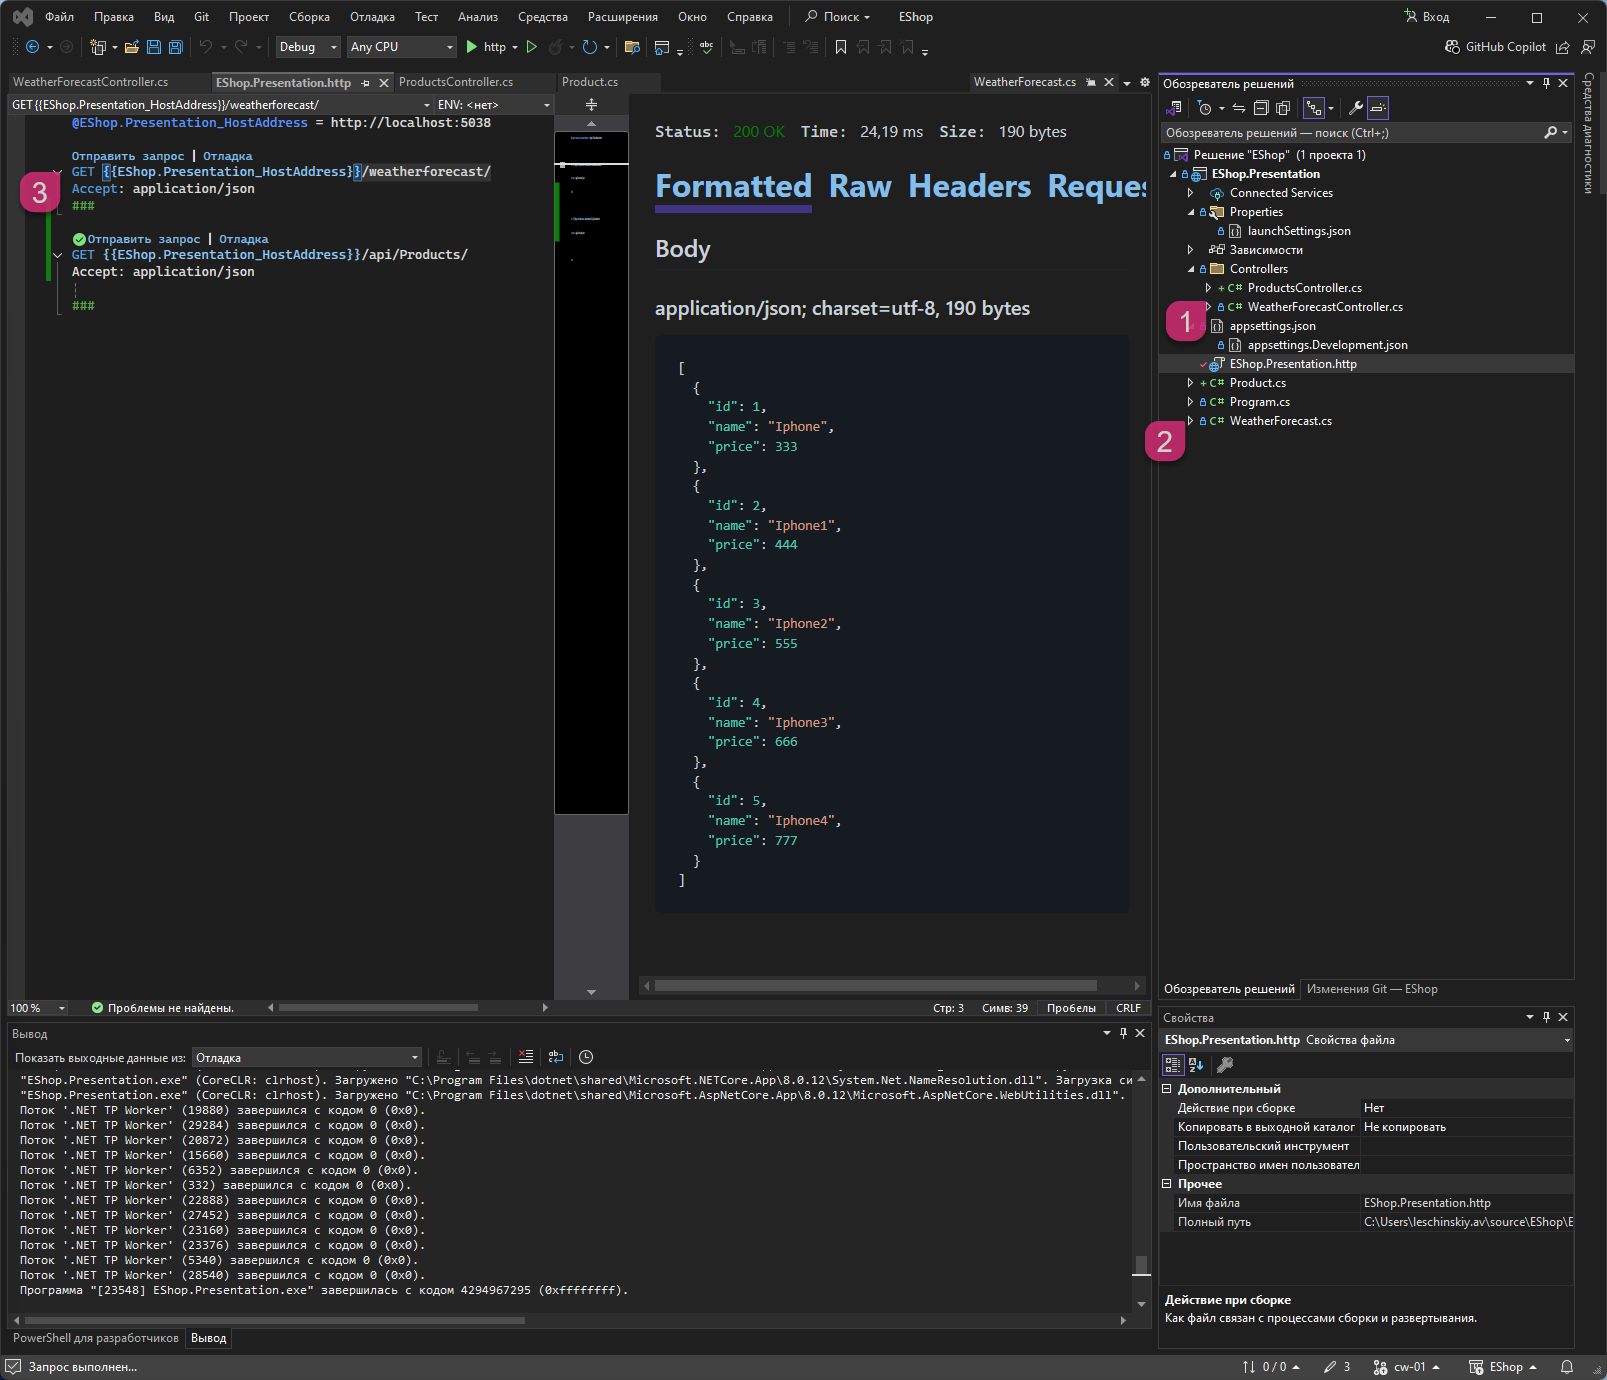 Файл Правка Вид Git Проект Сборка Отладка Тест Анализ Средства Расширения Окно Справка Поиск EShop Вход
Debug Any CPU http abc GitHub Copilot
WeatherForecastController.cs EShop.Presentation.http ProductsController.cs Product.cs WeatherForecast.cs
GET {{EShop.Presentation_HostAddress}}/weatherforecast/ ENV: <нет>
@EShop.Presentation_HostAddress = http://localhost:5038
Отправить запрос | Отладка
GET {{EShop.Presentation_HostAddress}}/weatherforecast/
3
Accept: application/json
###
Отправить запрос | Отладка
GET {{EShop.Presentation_HostAddress}}/api/Products/
Accept: application/json
###
100 % Проблемы не найдены. Стр: 3 Симв: 39 Пробелы CRLF
Status: 200 OK Time: 24,19 ms Size: 190 bytes
Formatted Raw Headers Reques
Body
application/json; charset=utf-8, 190 bytes
[
{
"id": 1,
"name": "Iphone",
"price": 333
},
{
"id": 2,
"name": "Iphone1",
"price": 444
},
{
"id": 3,
"name": "Iphone2",
"price": 555
},
{
"id": 4,
"name": "Iphone3",
"price": 666
},
{
"id": 5,
"name": "Iphone4",
"price": 777
}
]
Обозреватель решений
Обозреватель решений — поиск (Ctrl+;)
Решение "EShop" (1 проекта 1)
EShop.Presentation
Connected Services
Properties
launchSettings.json
Зависимости
Controllers
C# ProductsController.cs
C# WeatherForecastController.cs
1
appsettings.json
appsettings.Development.json
EShop.Presentation.http
C# Product.cs
C# Program.cs
C# WeatherForecast.cs
2
Обозреватель решений Изменения Git — EShop
Средства диагностики
Вывод
Показать выходные данные из: Отладка
"EShop.Presentation.exe" (CoreCLR: clrhost). Загружено "C:\Program Files\dotnet\shared\Microsoft.NETCore.App\8.0.12\System.Net.NameResolution.dll". Загрузка си
"EShop.Presentation.exe" (CoreCLR: clrhost). Загружено "C:\Program Files\dotnet\shared\Microsoft.AspNetCore.App\8.0.12\Microsoft.AspNetCore.WebUtilities.dll".
Поток '.NET TP Worker' (19880) завершился с кодом 0 (0x0).
Поток '.NET TP Worker' (29284) завершился с кодом 0 (0x0).
Поток '.NET TP Worker' (20872) завершился с кодом 0 (0x0).
Поток '.NET TP Worker' (15660) завершился с кодом 0 (0x0).
Поток '.NET TP Worker' (6352) завершился с кодом 0 (0x0).
Поток '.NET TP Worker' (332) завершился с кодом 0 (0x0).
Поток '.NET TP Worker' (22888) завершился с кодом 0 (0x0).
Поток '.NET TP Worker' (27452) завершился с кодом 0 (0x0).
Поток '.NET TP Worker' (23160) завершился с кодом 0 (0x0).
Поток '.NET TP Worker' (23376) завершился с кодом 0 (0x0).
Поток '.NET TP Worker' (5340) завершился с кодом 0 (0x0).
Поток '.NET TP Worker' (28540) завершился с кодом 0 (0x0).
Программа "[23548] EShop.Presentation.exe" завершилась с кодом 4294967295 (0xffffffff).
PowerShell для разработчиков Вывод
Свойства
EShop.Presentation.http Свойства файла
Дополнительный
Действие при сборке Нет
Копировать в выходной каталог Не копировать
Пользовательский инструмент
Пространство имен пользовател
Прочее
Имя файла EShop.Presentation.http
Полный путь C:\Users\leschinskiy.av\source\EShop\E
Действие при сборке
Как файл связан с процессами сборки и развертывания.
Запрос выполнен... 0 / 0 3 cw-01 EShop